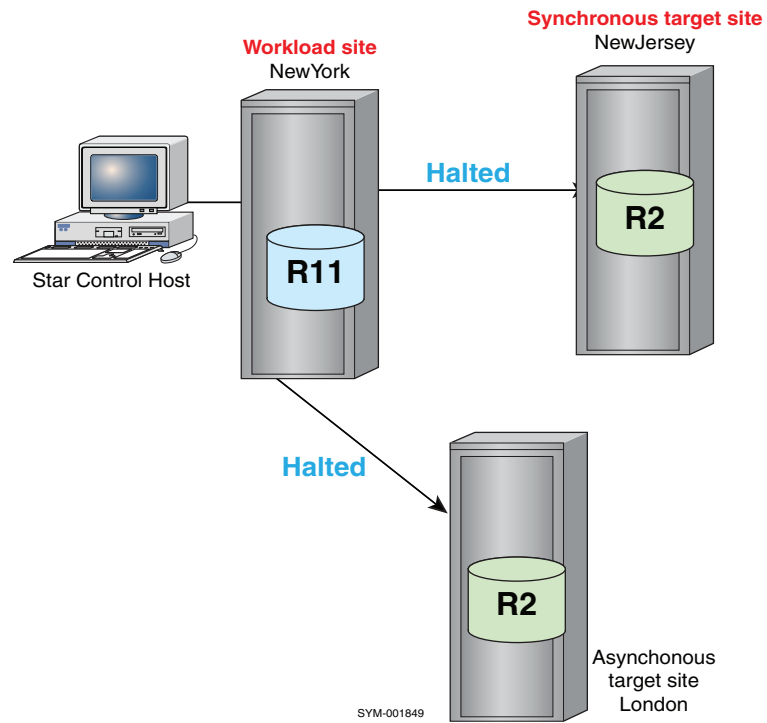 Workload site
NewYork
Synchronous target site
NewJersey
Halted
R2
R11
Star Control Host
Halted
R2
Asynchonous
target site
London
SYM-001849